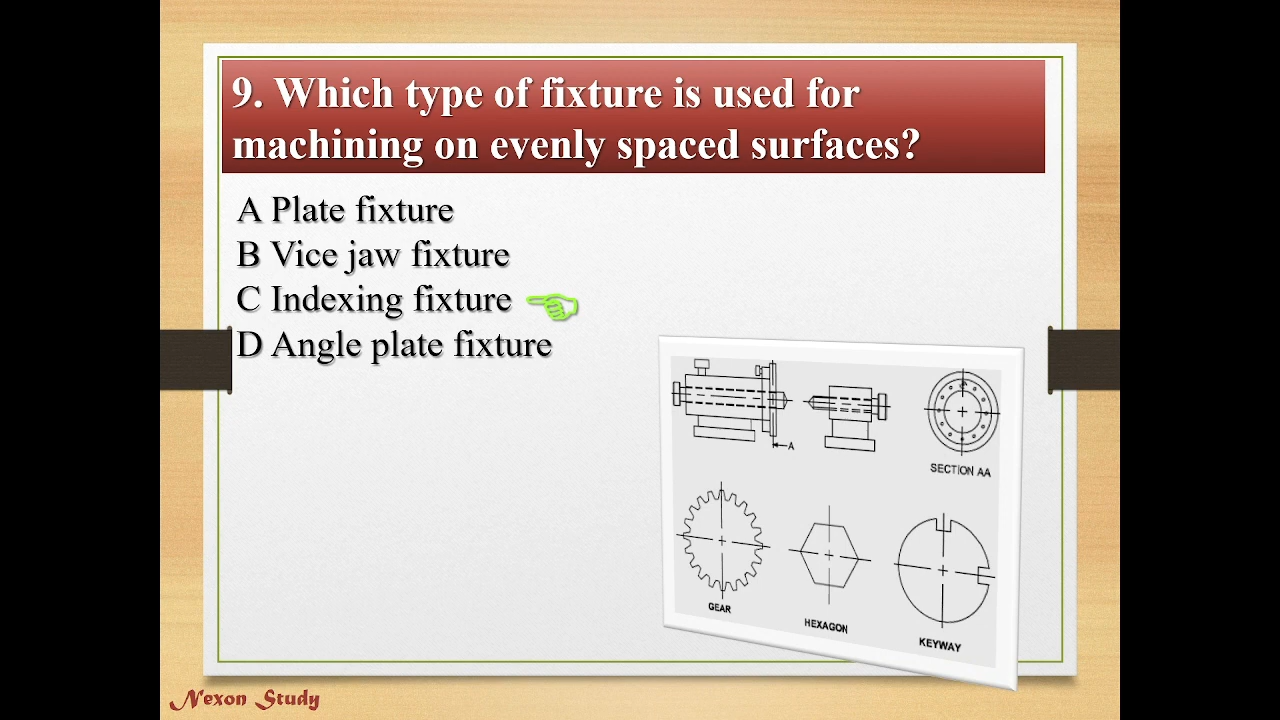 9. Which type of fixture is used for
machining on evenly spaced surfaces?
A Plate fixture
B Vice jaw fixture
C Indexing fixture
D Angle plate fixture
A
SECTION AA
GEAR
HEXAGON
KEYWAY
Nexon Study